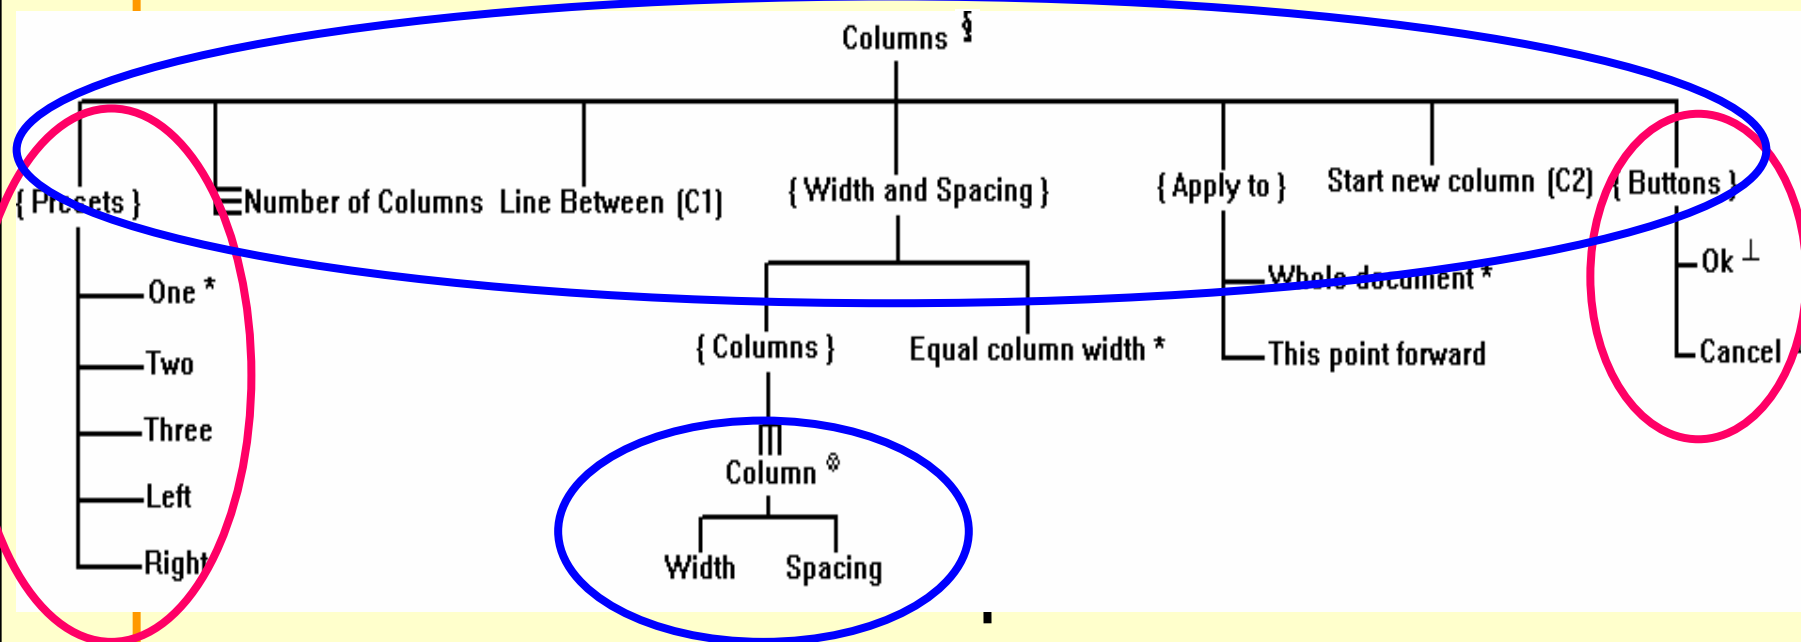 Columns §
{ Presets }
Number of Columns
Line Between (C1)
{ Width and Spacing }
{ Apply to }
Start new column (C2)
{ Buttons }
One *
Two
Three
Left
Right
{ Columns }
Equal column width *
Column ⊗
Width
Spacing
Whole document *
This point forward
Ok ⊥
Cancel